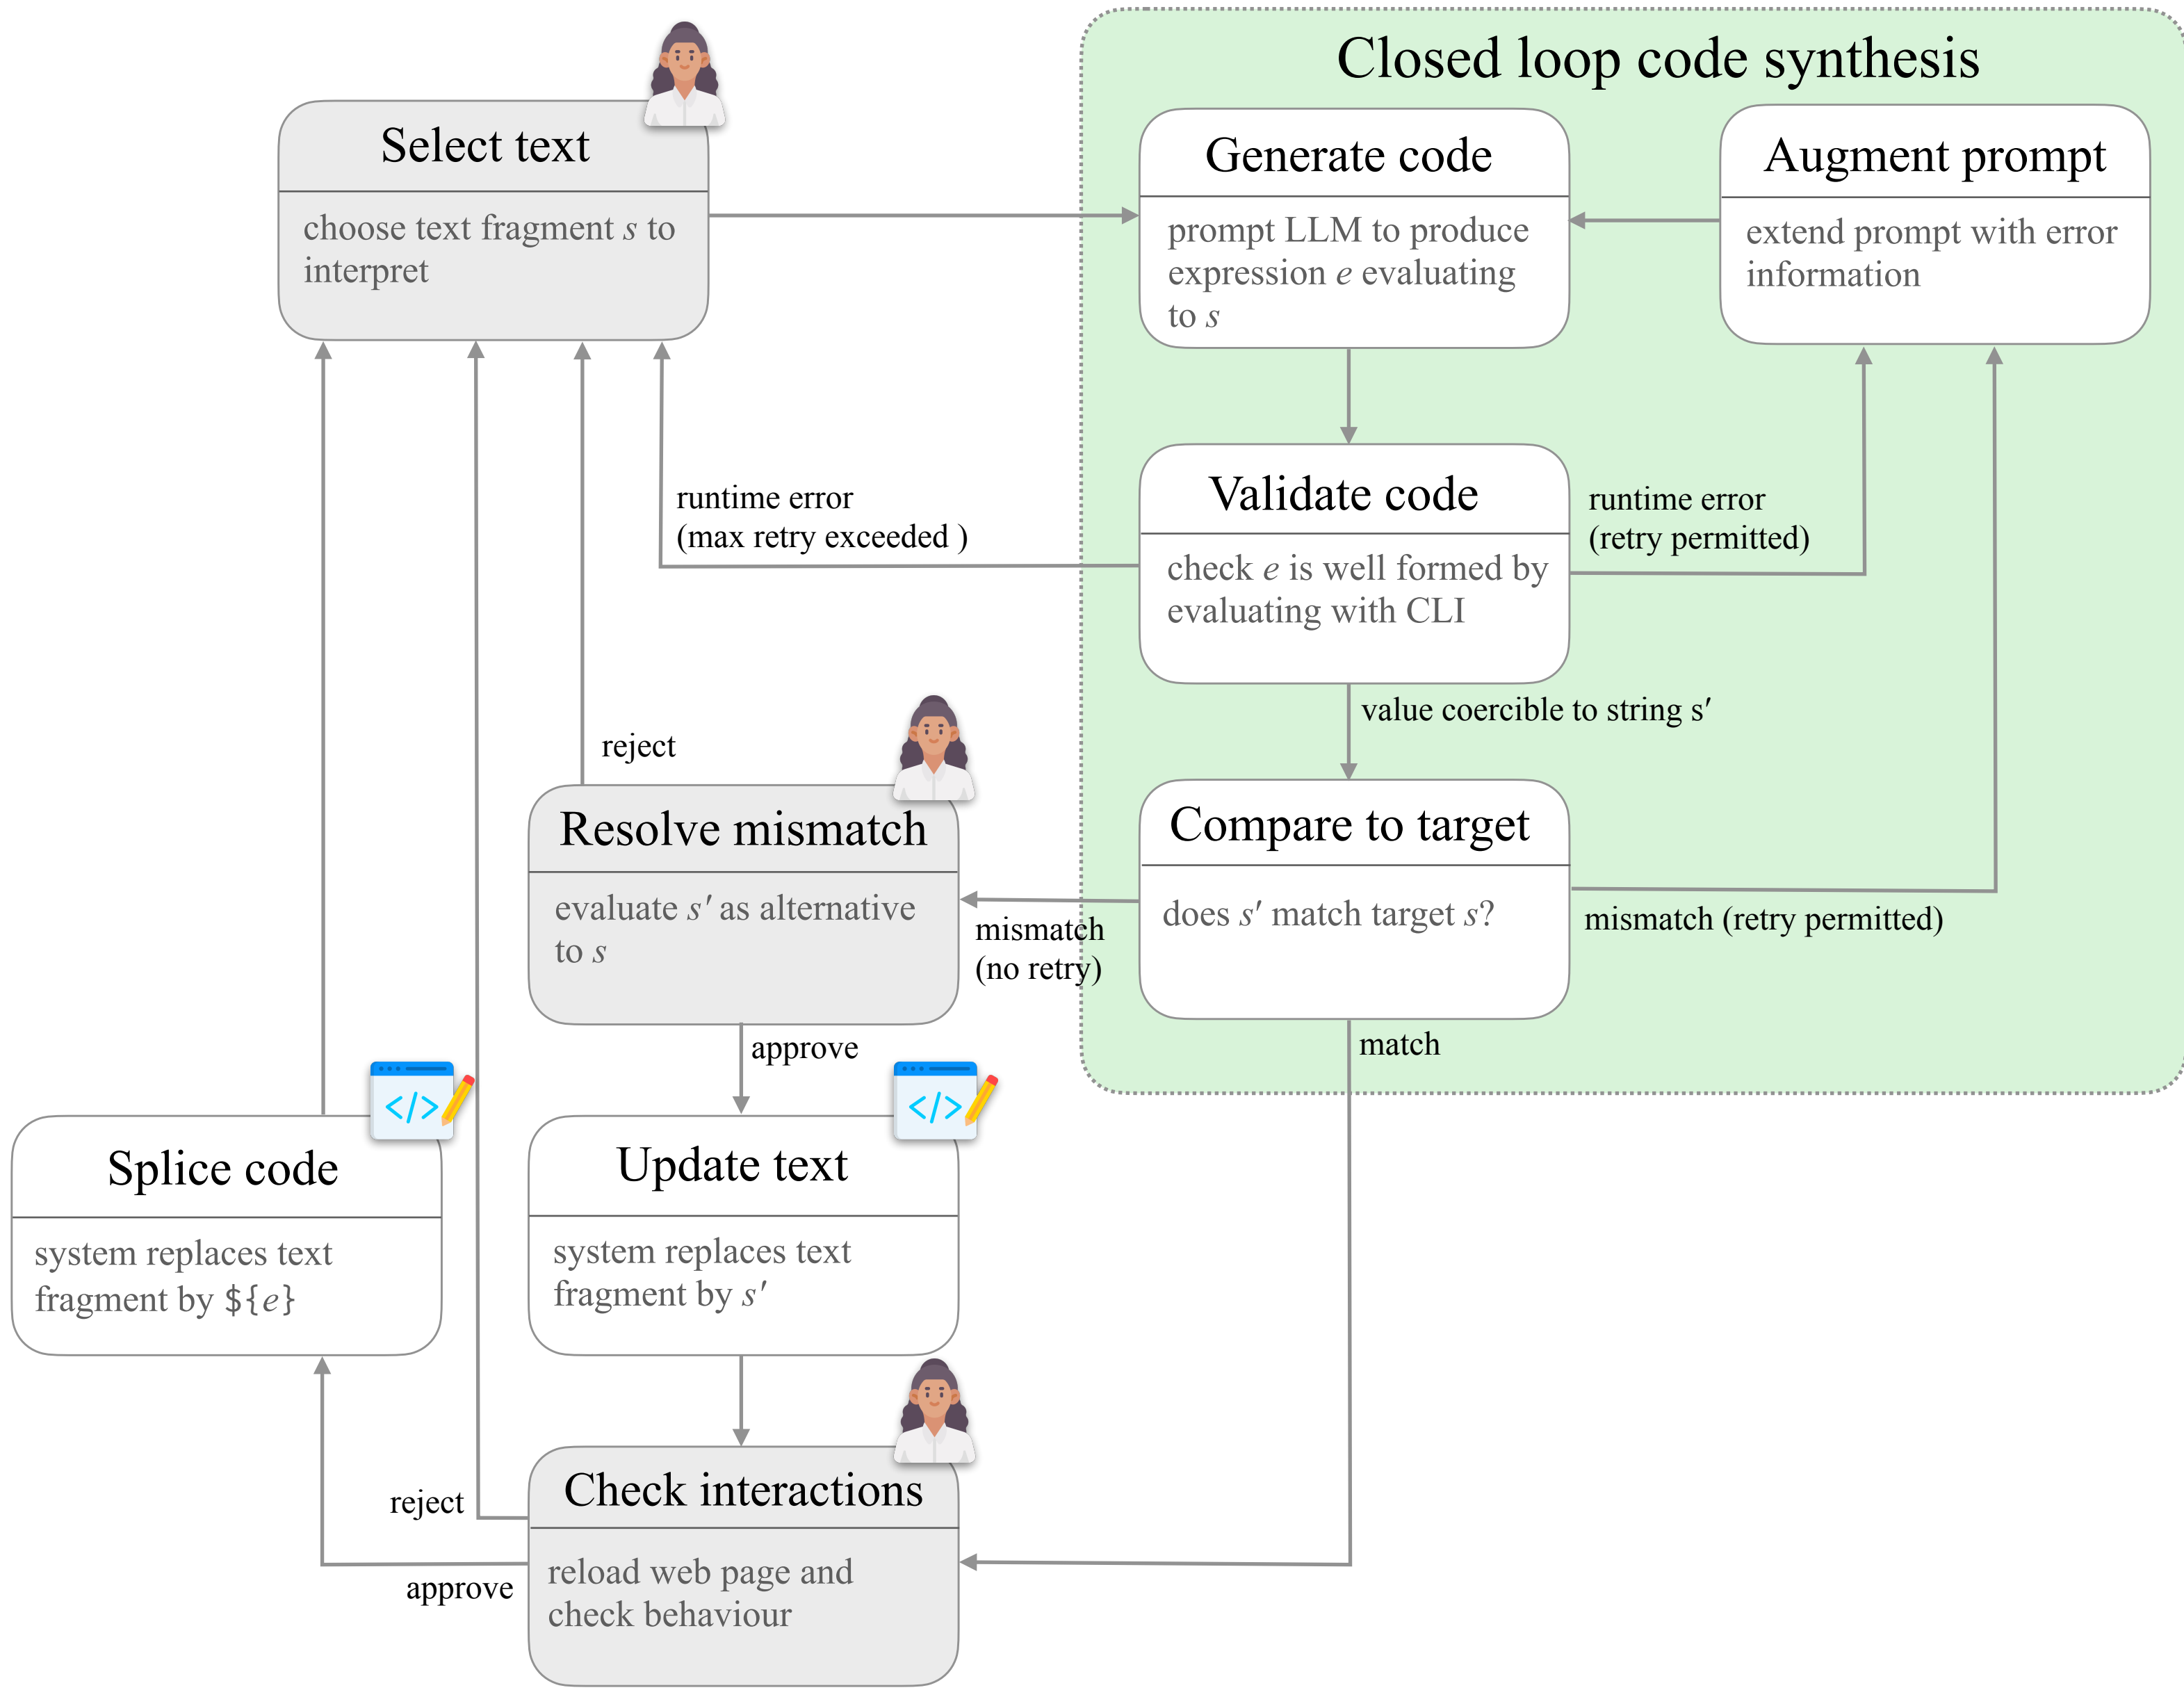 Closed loop code synthesis
Select text
choose text fragment s to
interpret
Generate code
prompt LLM to produce
expression e evaluating
to s
Augment prompt
extend prompt with error
information
runtime error
(max retry exceeded )
Validate code
check e is well formed by
evaluating with CLI
runtime error
(retry permitted)
value coercible to string s′
reject
Resolve mismatch
evaluate s′ as alternative
to s
mismatch
(no retry)
Compare to target
does s′ match target s?
mismatch (retry permitted)
match
approve
</>
</>
Splice code
system replaces text
fragment by ${e}
Update text
system replaces text
fragment by s′
reject
approve
Check interactions
reload web page and
check behaviour